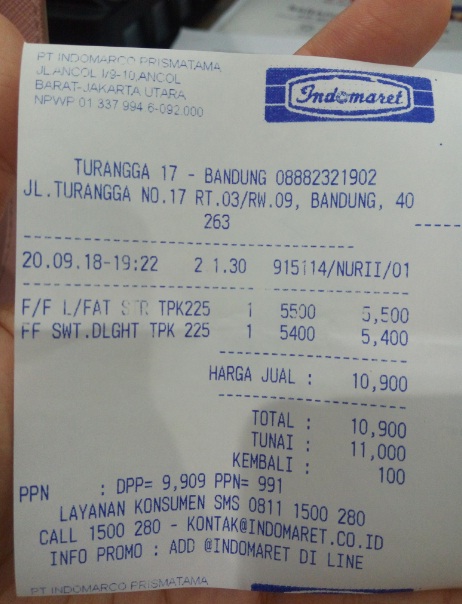 PT INDOMARCO PRISMATAMA
JL.ANCOL I/9-10,ANCOL
BARAT-JAKARTA UTARA
NPWP 01 337.994 6-092.000
Indomaret
TURANGGA 17 - BANDUNG 08882321902
JL.TURANGGA NO.17 RT.03/RW.09, BANDUNG, 40
263
20.09.18-19:22 2 1.30 915114/NURII/01
F/F L/FAT STR TPK225 1 5500 5,500
FF SWT.DLGHT TPK 225 1 5400 5,400
HARGA JUAL : 10,900
TOTAL : 10,900
TUNAI : 11,000
KEMBALI : 100
PPN : DPP= 9,909 PPN= 991
LAYANAN KONSUMEN SMS 0811 1500 280
CALL 1500 280 - KONTAK@INDOMARET.CO.ID
INFO PROMO : ADD @INDOMARET DI LINE
PT INDOMARCO PRISMATAMA